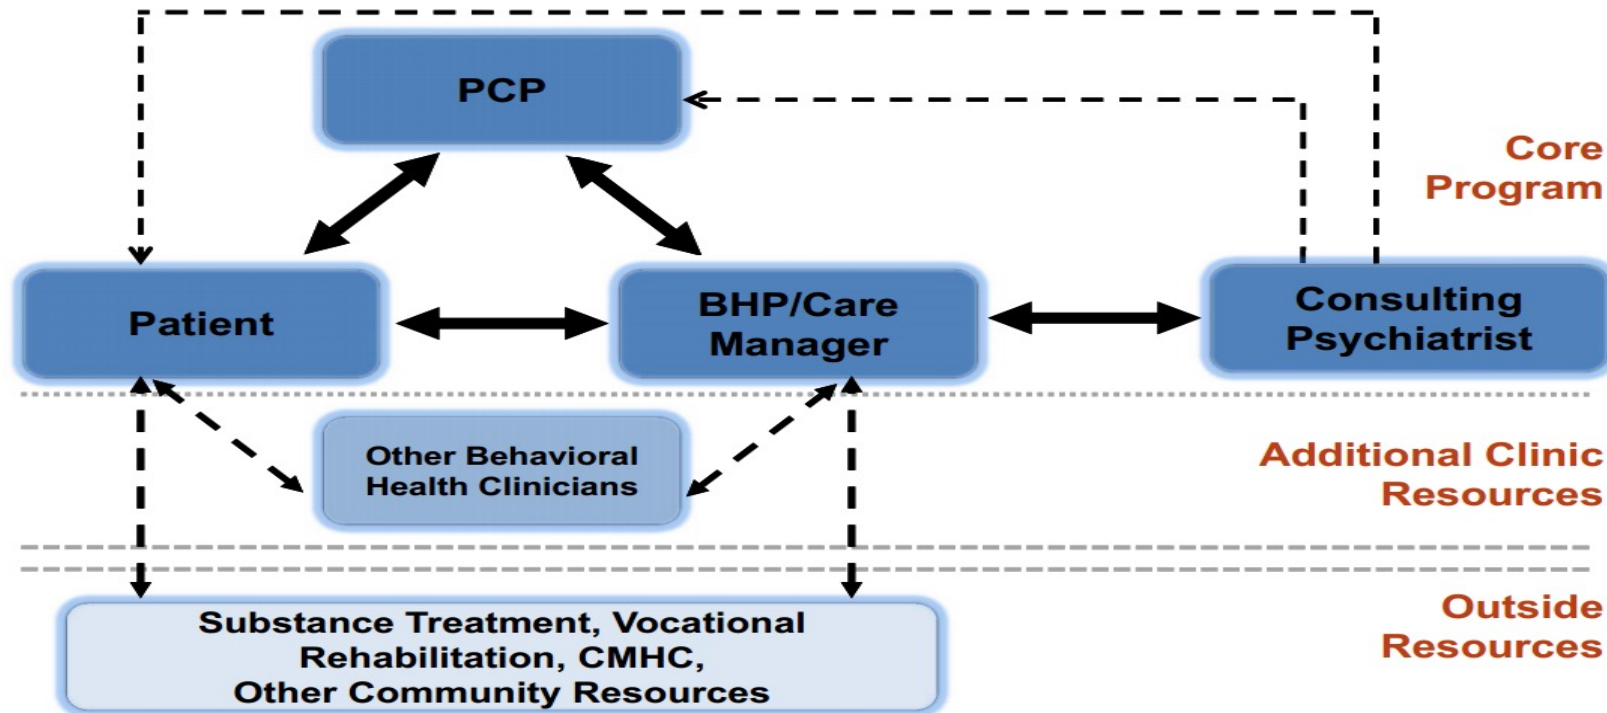 PCP
Core
Program
Patient
BHP/Care
Manager
Consulting
Psychiatrist
Other Behavioral
Health Clinicians
Additional Clinic
Resources
Substance Treatment, Vocational
Rehabilitation, CMHC,
Other Community Resources
Outside
Resources